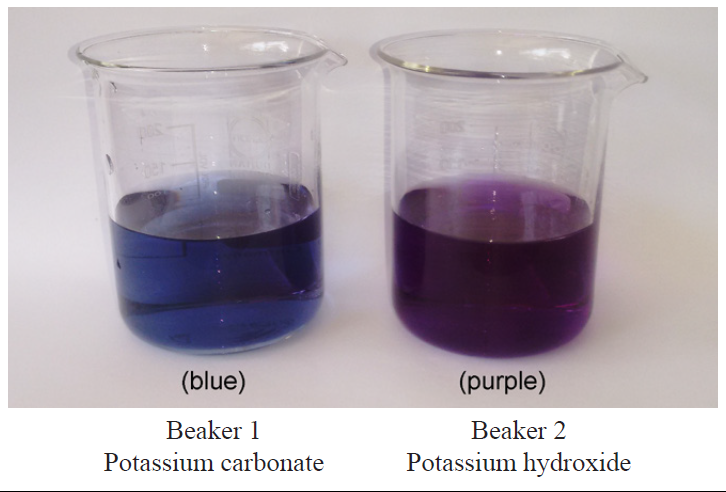 (blue)
(purple)
Beaker 1
Potassium carbonate
Beaker 2
Potassium hydroxide